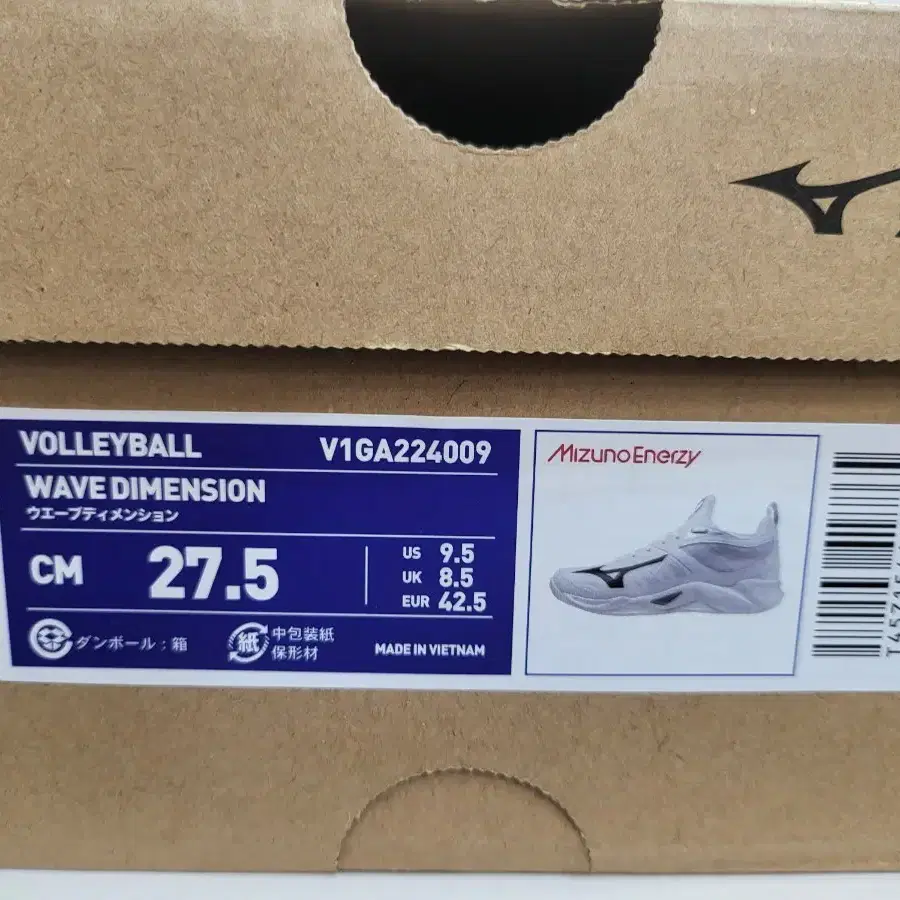 VOLLEYBALL V1GA224009
WAVE DIMENSION
ウエーブディメンション
CM 27.5
US 9.5
UK 8.5
EUR 42.5
ダンボール：箱
紙 中包装紙
保形材
MADE IN VIETNAM
MizunoEnerzy